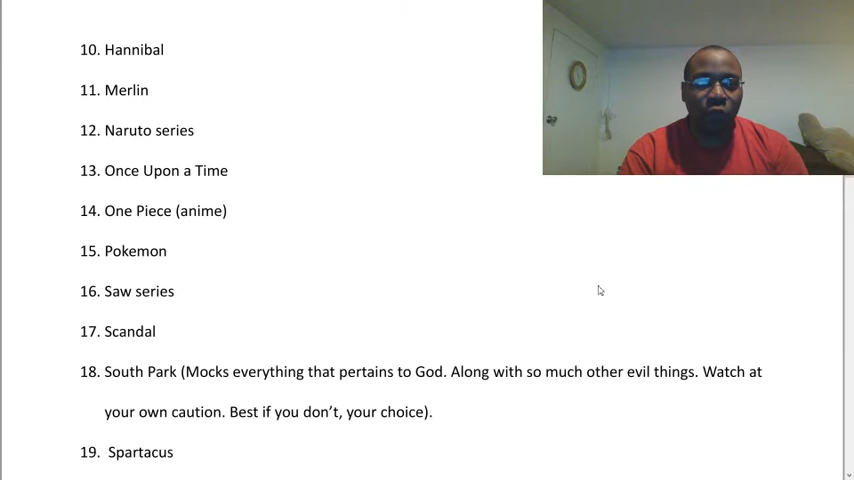 10. Hannibal
11. Merlin
12. Naruto series
13. Once Upon a Time
14. One Piece (anime)
15. Pokemon
16. Saw series
17. Scandal
18. South Park (Mocks everything that pertains to God. Along with so much other evil things. Watch at
your own caution. Best if you don’t, your choice).
19. Spartacus